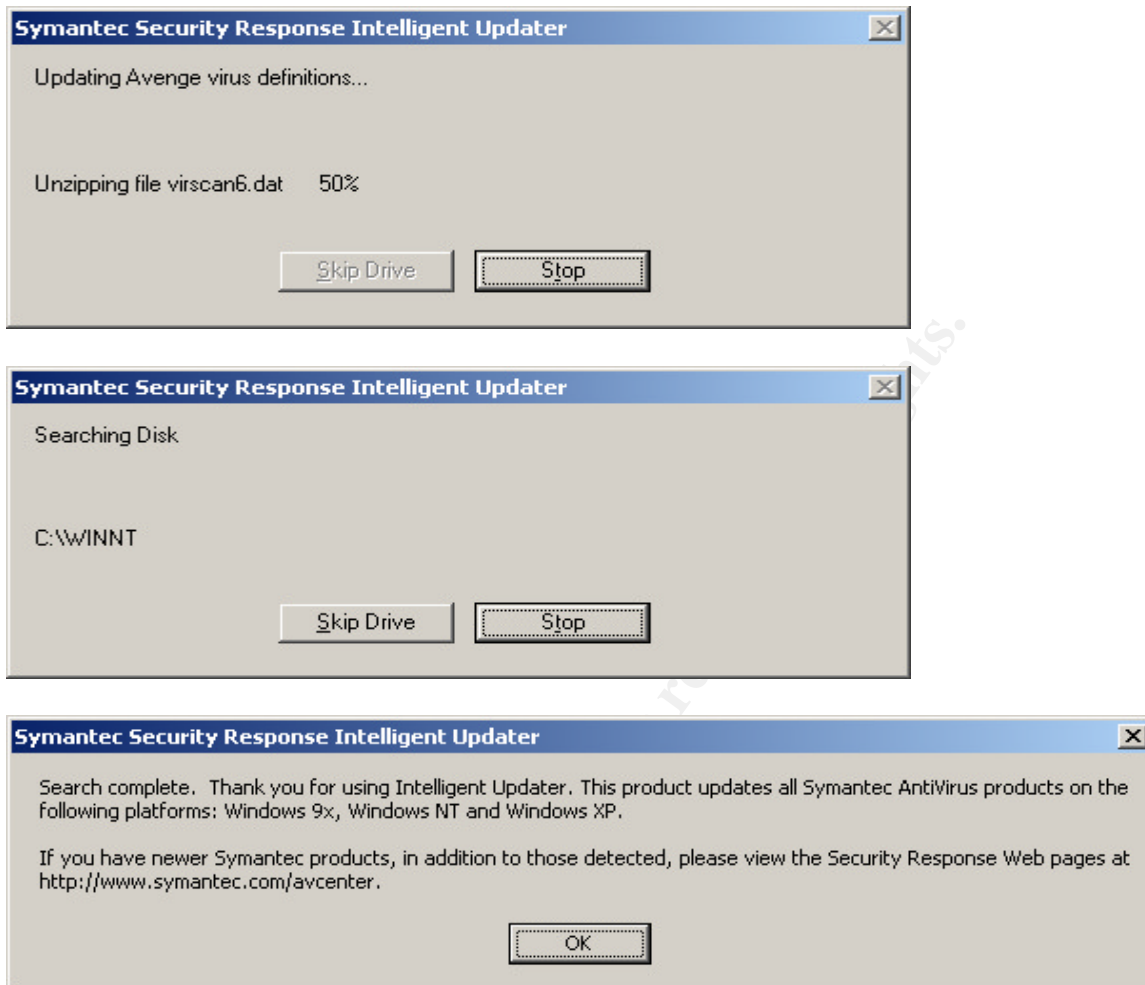 Symantec Security Response Intelligent Updater
Updating Avenge virus definitions...
Unzipping file virscan6.dat 50%
Skip Drive Stop
Symantec Security Response Intelligent Updater
Searching Disk
C:\WINNT
Skip Drive Stop
Symantec Security Response Intelligent Updater
Search complete. Thank you for using Intelligent Updater. This product updates all Symantec AntiVirus products on the
following platforms: Windows 9x, Windows NT and Windows XP.
If you have newer Symantec products, in addition to those detected, please view the Security Response Web pages at
http://www.symantec.com/avcenter.
OK